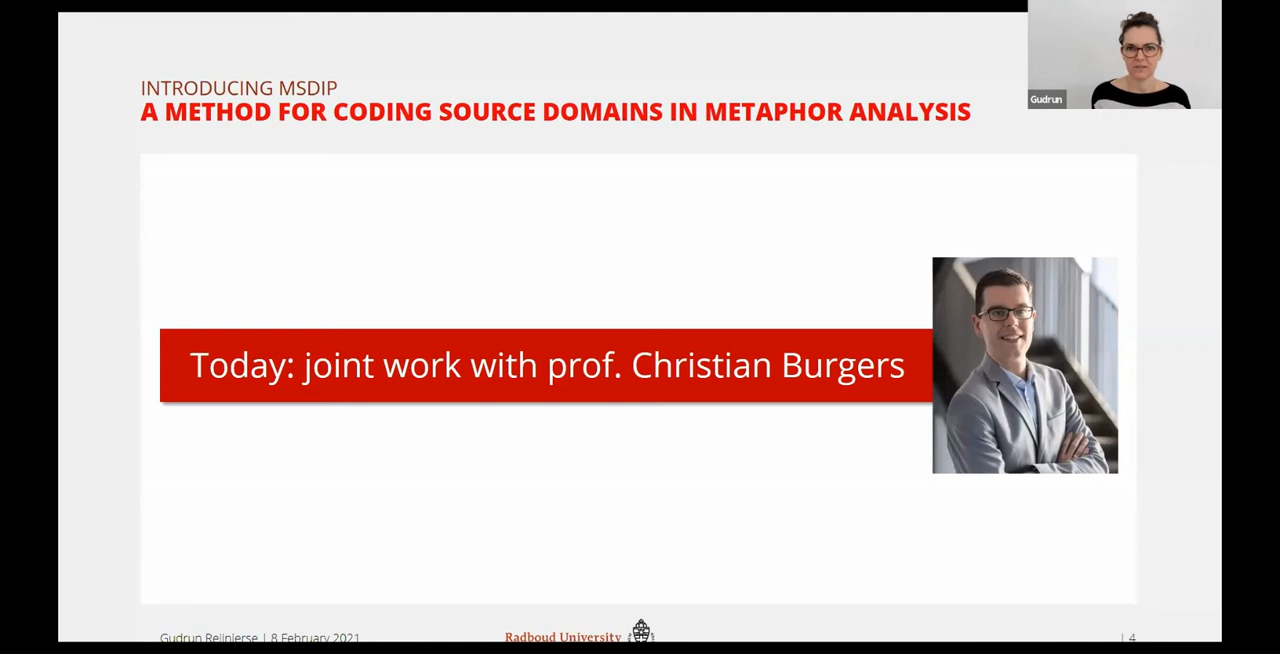 INTRODUCING MSDIP
A METHOD FOR CODING SOURCE DOMAINS IN METAPHOR ANALYSIS
Gudrun
Today: joint work with prof. Christian Burgers
Gudrun Reijnierse | 8 February 2021
Radboud University
| 4